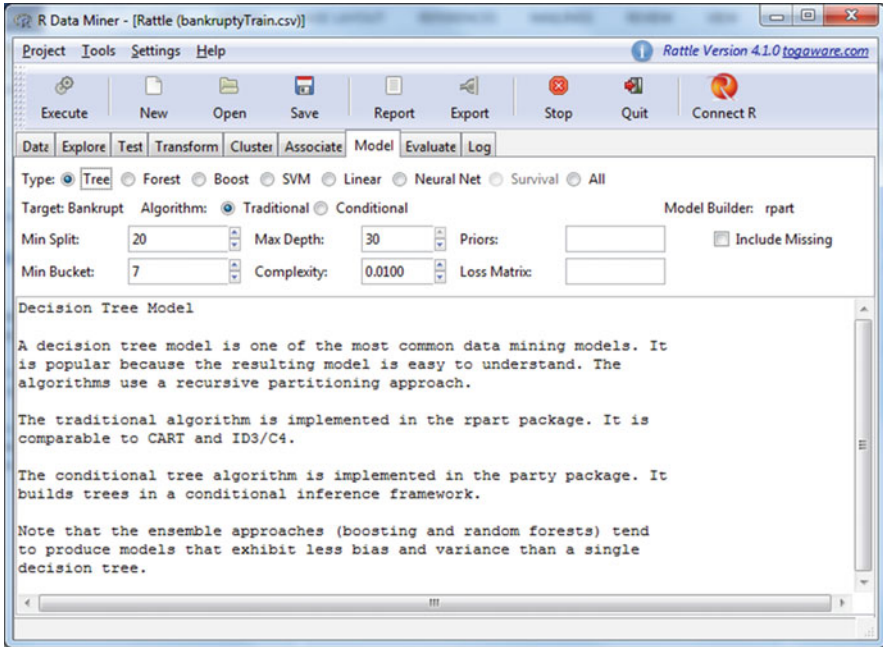 R Data Miner - [Rattle (bankruptyTrain.csv)]
Project Tools Settings Help
Rattle Version 4.1.0 togaware.com
Execute New Open Save Report Export Stop Quit Connect R
Data Explore Test Transform Cluster Associate Model Evaluate Log
Type: Tree Forest Boost SVM Linear Neural Net Survival All
Target: Bankrupt Algorithm: Traditional Conditional Model Builder: rpart
Min Split: 20 Max Depth: 30 Priors: Include Missing
Min Bucket: 7 Complexity: 0.0100 Loss Matrix:
Decision Tree Model
A decision tree model is one of the most common data mining models. It
is popular because the resulting model is easy to understand. The
algorithms use a recursive partitioning approach.
The traditional algorithm is implemented in the rpart package. It is
comparable to CART and ID3/C4.
The conditional tree algorithm is implemented in the party package. It
builds trees in a conditional inference framework.
Note that the ensemble approaches (boosting and random forests) tend
to produce models that exhibit less bias and variance than a single
decision tree.